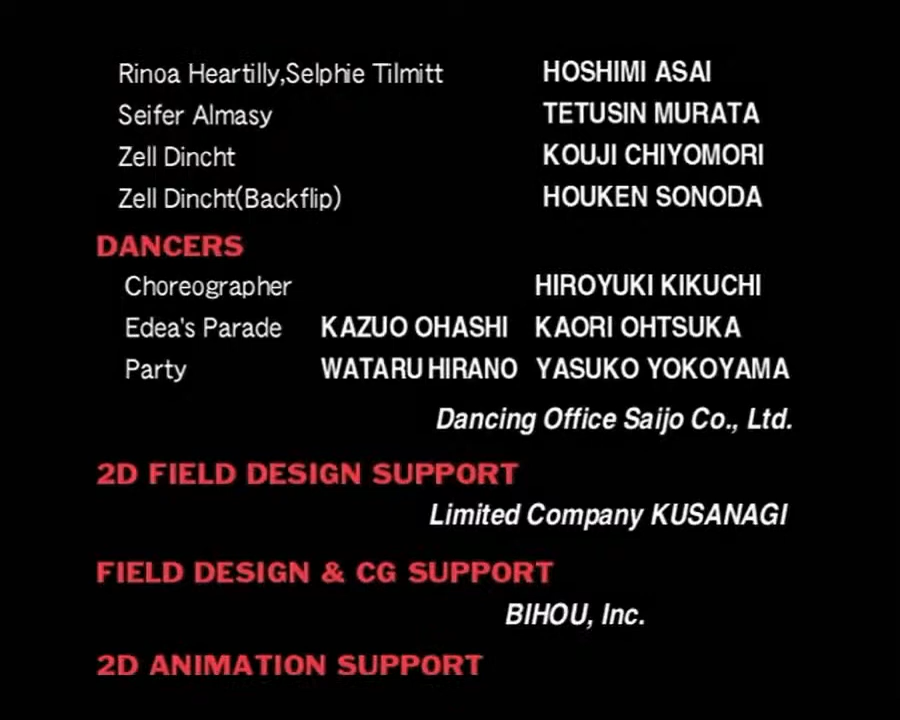 Rinoa Heartilly,Selphie Tilmitt HOSHIMI ASAI
Seifer Almasy TETUSIN MURATA
Zell Dincht KOUJI CHIYOMORI
Zell Dincht(Backflip) HOUKEN SONODA
DANCERS
Choreographer HIROYUKI KIKUCHI
Edea's Parade KAZUO OHASHI KAORI OHTSUKA
Party WATARU HIRANO YASUKO YOKOYAMA
Dancing Office Saijo Co., Ltd.
2D FIELD DESIGN SUPPORT
Limited Company KUSANAGI
FIELD DESIGN & CG SUPPORT
BIHOU, Inc.
2D ANIMATION SUPPORT